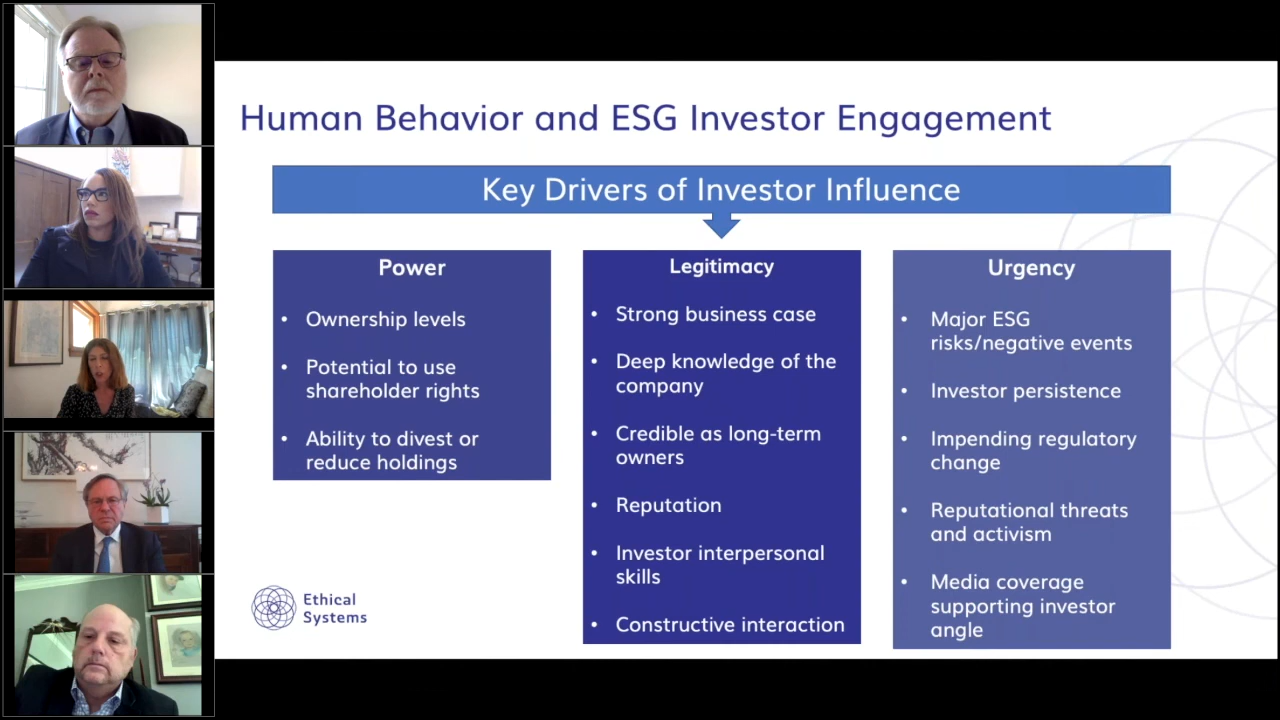 Human Behavior and ESG Investor Engagement
Key Drivers of Investor Influence
Power
• Ownership levels
• Potential to use
shareholder rights
• Ability to divest or
reduce holdings
Legitimacy
• Strong business case
• Deep knowledge of the
company
• Credible as long-term
owners
• Reputation
• Investor interpersonal
skills
• Constructive interaction
Urgency
• Major ESG
risks/negative events
• Investor persistence
• Impending regulatory
change
• Reputational threats
and activism
• Media coverage
supporting investor
angle
Ethical
Systems